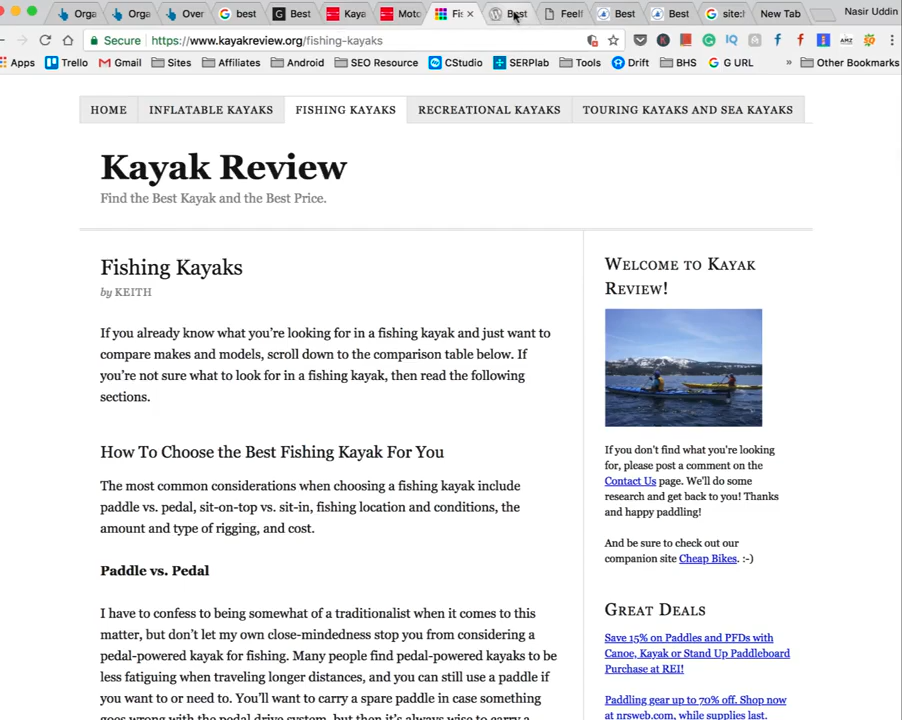 Orga
Orga
Over
best
Best
Kaya
Moto
Fis
Best
Feelf
Best
Best
site:h
New Tab
Nasir Uddin
Secure https://www.kayakreview.org/fishing-kayaks
Apps Trello Gmail Sites Affiliates Android SEO Resource CStudio SERPlab Tools Drift BHS G URL » Other Bookmarks
HOME INFLATABLE KAYAKS FISHING KAYAKS RECREATIONAL KAYAKS TOURING KAYAKS AND SEA KAYAKS
Kayak Review
Find the Best Kayak and the Best Price.
Fishing Kayaks
by KEITH
If you already know what you're looking for in a fishing kayak and just want to
compare makes and models, scroll down to the comparison table below. If
you're not sure what to look for in a fishing kayak, then read the following
sections.
How To Choose the Best Fishing Kayak For You
The most common considerations when choosing a fishing kayak include
paddle vs. pedal, sit-on-top vs. sit-in, fishing location and conditions, the
amount and type of rigging, and cost.
Paddle vs. Pedal
I have to confess to being somewhat of a traditionalist when it comes to this
matter, but don't let my own close-mindedness stop you from considering a
pedal-powered kayak for fishing. Many people find pedal-powered kayaks to be
less fatiguing when traveling longer distances, and you can still use a paddle if
you want to or need to. You'll want to carry a spare paddle in case something
goes wrong with the pedal drive system, but then it's always wise to carry a
Welcome to Kayak
Review!
If you don't find what you're looking
for, please post a comment on the
Contact Us page. We'll do some
research and get back to you! Thanks
and happy paddling!
And be sure to check out our
companion site Cheap Bikes. :-)
Great Deals
Save 15% on Paddles and PFDs with
Canoe, Kayak or Stand Up Paddleboard
Purchase at REI!
Paddling gear up to 70% off. Shop now
at nrsweb.com, while supplies last.